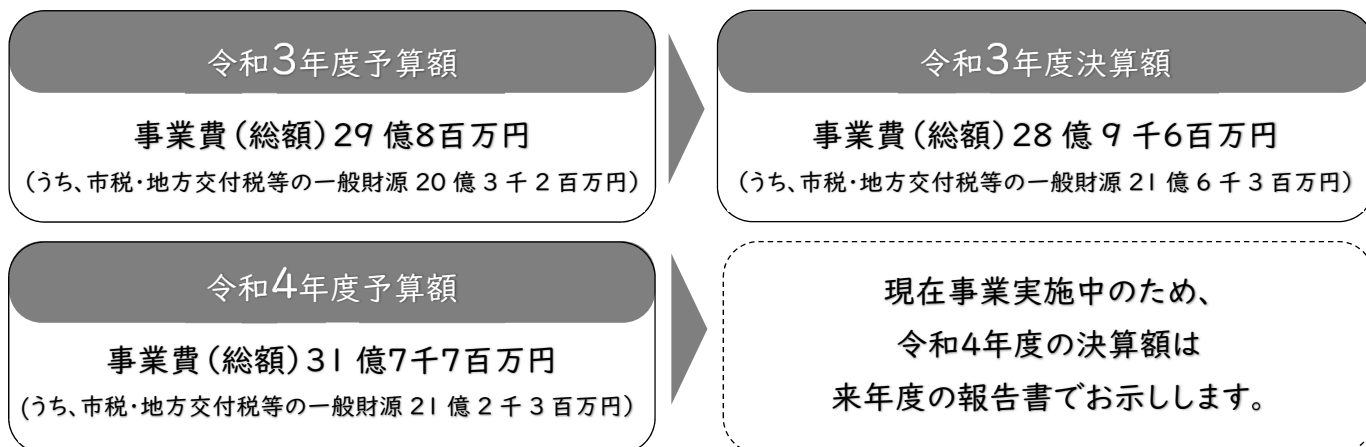 令和3年度予算額
事業費(総額)29億8百万円
(うち、市税・地方交付税等の一般財源 20 億 3 千 2 百万円)
令和3年度決算額
事業費(総額)28 億 9 千6百万円
(うち、市税・地方交付税等の一般財源 21 億 6 千 3 百万円)
令和4年度予算額
事業費(総額)31 億7千7百万円
(うち、市税・地方交付税等の一般財源 21 億 2 千 3 百万円)
現在事業実施中のため、
令和4年度の決算額は
来年度の報告書でお示しします。